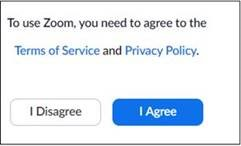 To use Zoom, you need to agree to the
Terms of Service and Privacy Policy.
I Disagree
I Agree